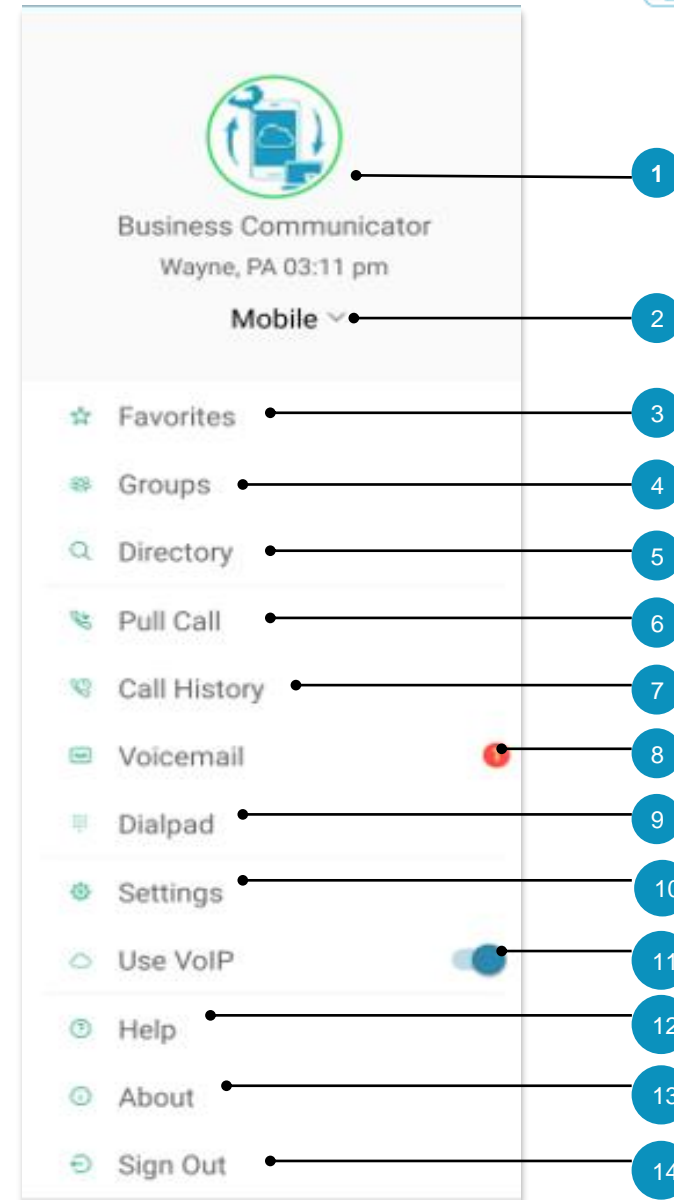 1
Business Communicator
Wayne, PA 03:11 pm
Mobile
2
Favorites
3
Groups
4
Directory
5
Pull Call
6
Call History
7
Voicemail
8
Dialpad
9
Settings
10
Use VoIP
11
Help
12
About
13
Sign Out
14